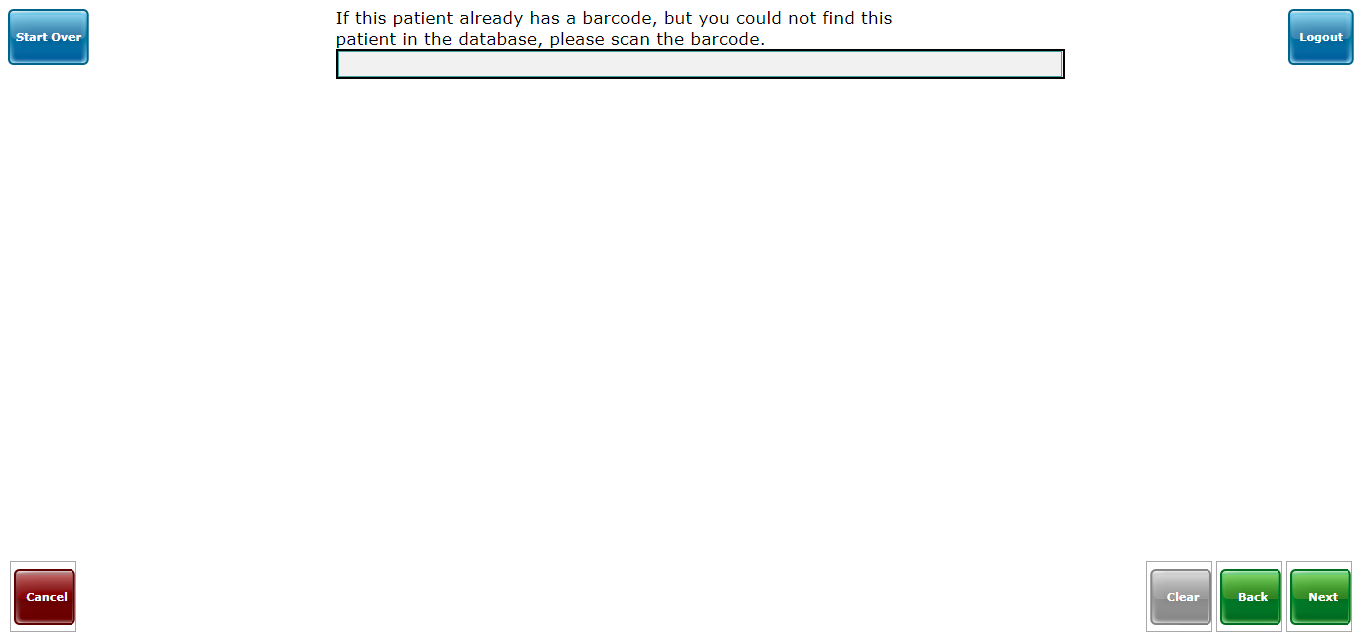 Start Over
If this patient already has a barcode, but you could not find this
patient in the database, please scan the barcode.
Logout
Cancel
Clear
Back
Next